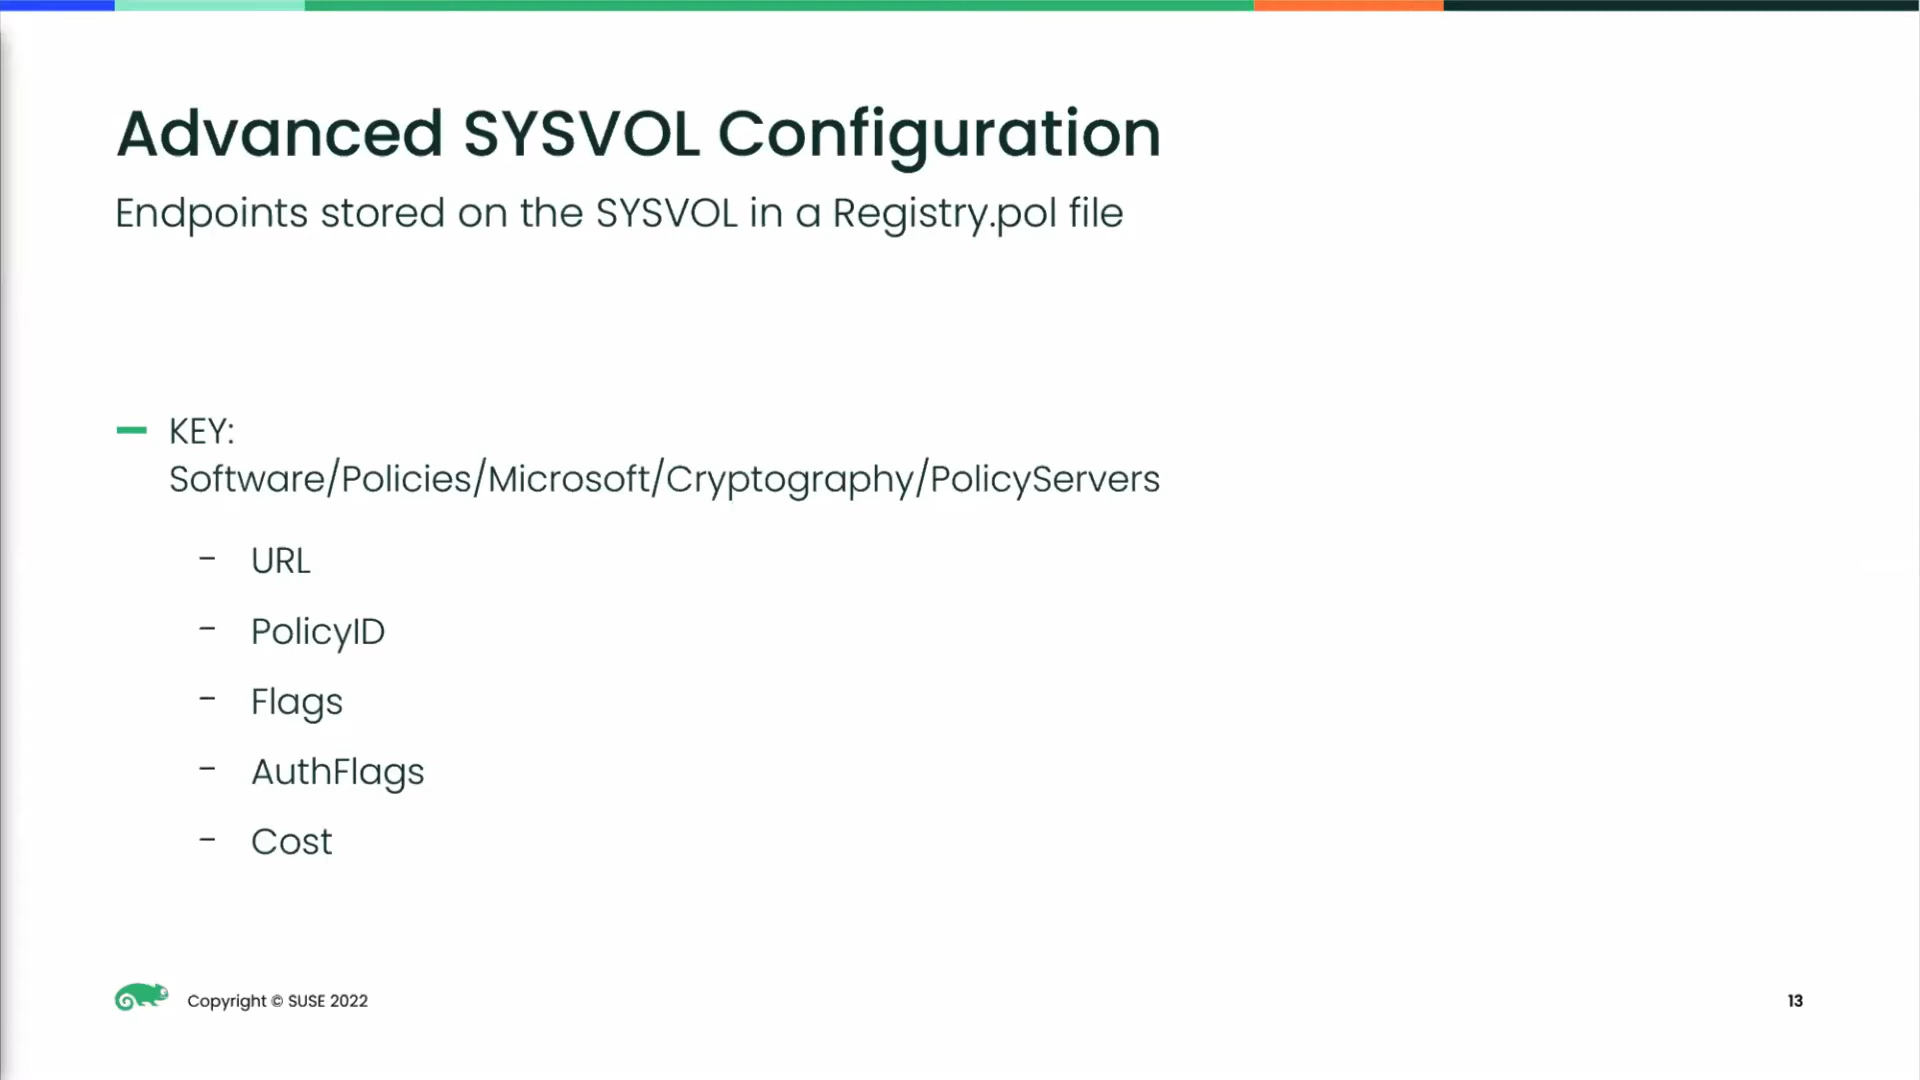 Advanced SYSVOL Configuration
Endpoints stored on the SYSVOL in a Registry.pol file
KEY:
Software/Policies/Microsoft/Cryptography/PolicyServers
- URL
- PolicyID
- Flags
- AuthFlags
- Cost
Copyright © SUSE 2022
13